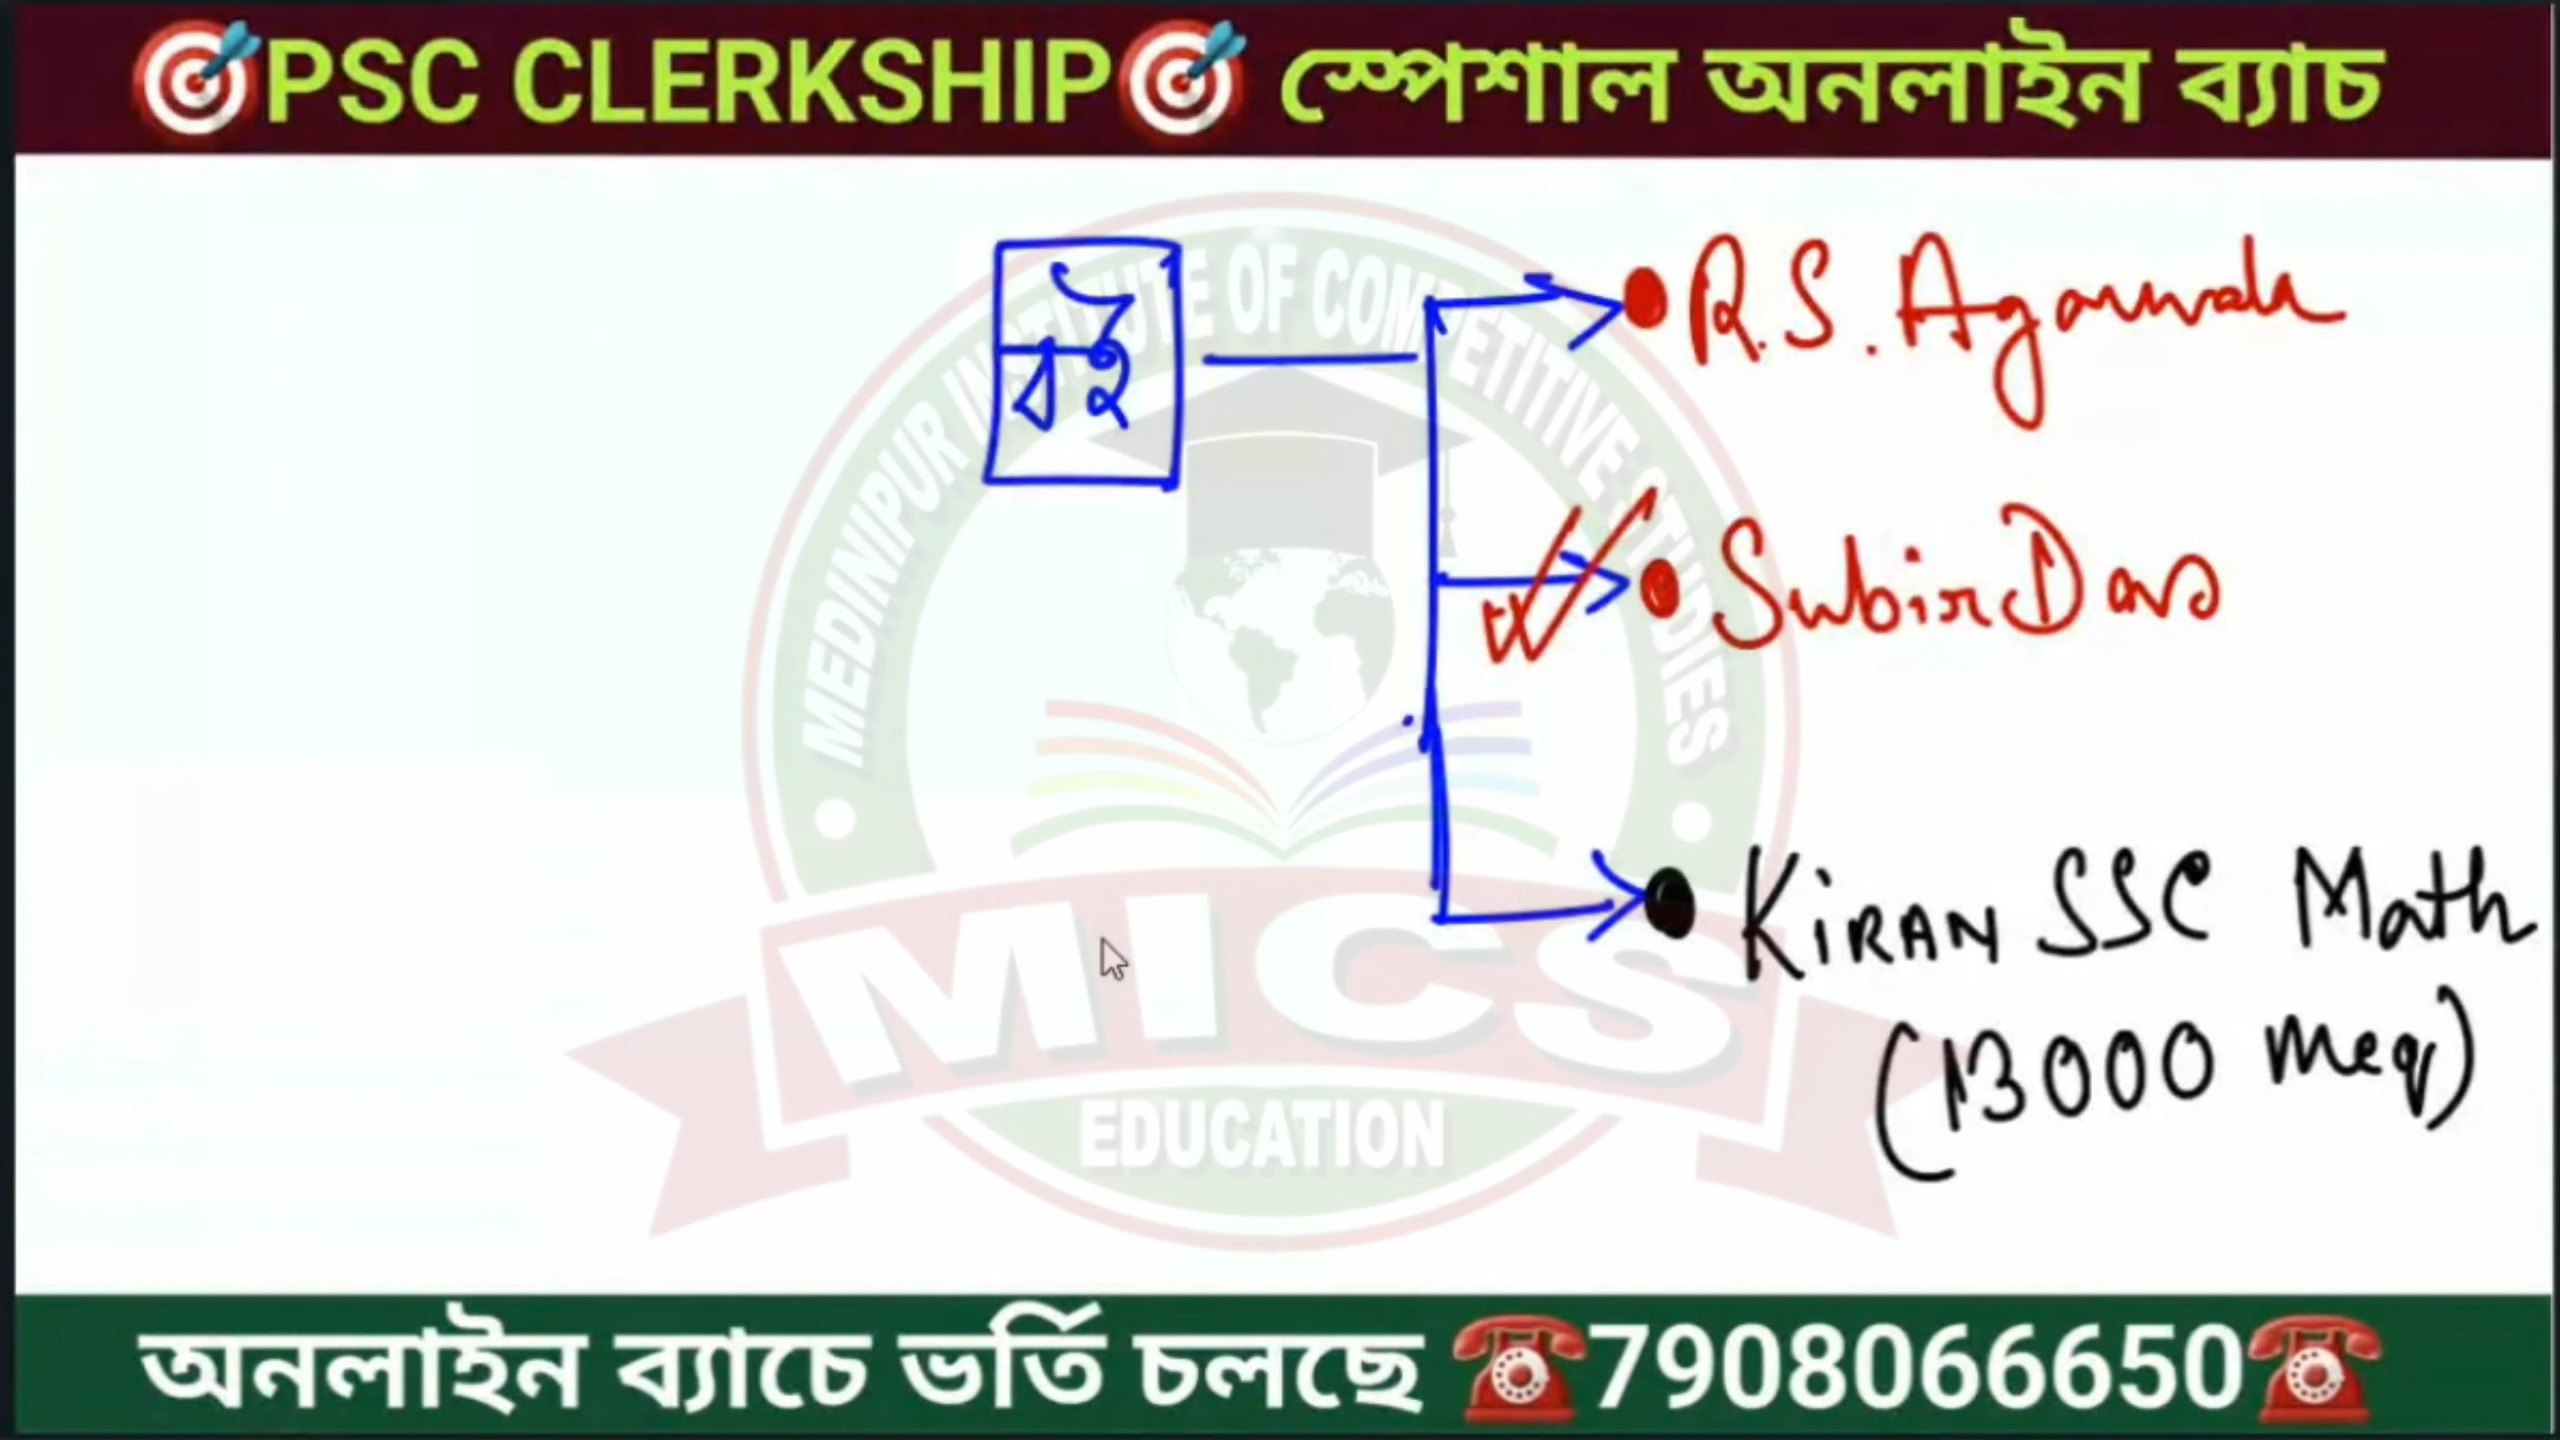 PSC CLERKSHIP স্পেশাল অনলাইন ব্যাচ
বই
R.S. Agarwala
Subir Das
KIRAN SSC Math
(13000 mcq)
MEDINIPUR INSTITUTE OF COMPETITIVE STUDIES
MICS
EDUCATION
অনলাইন ব্যাচে ভর্তি চলছে 7908066650